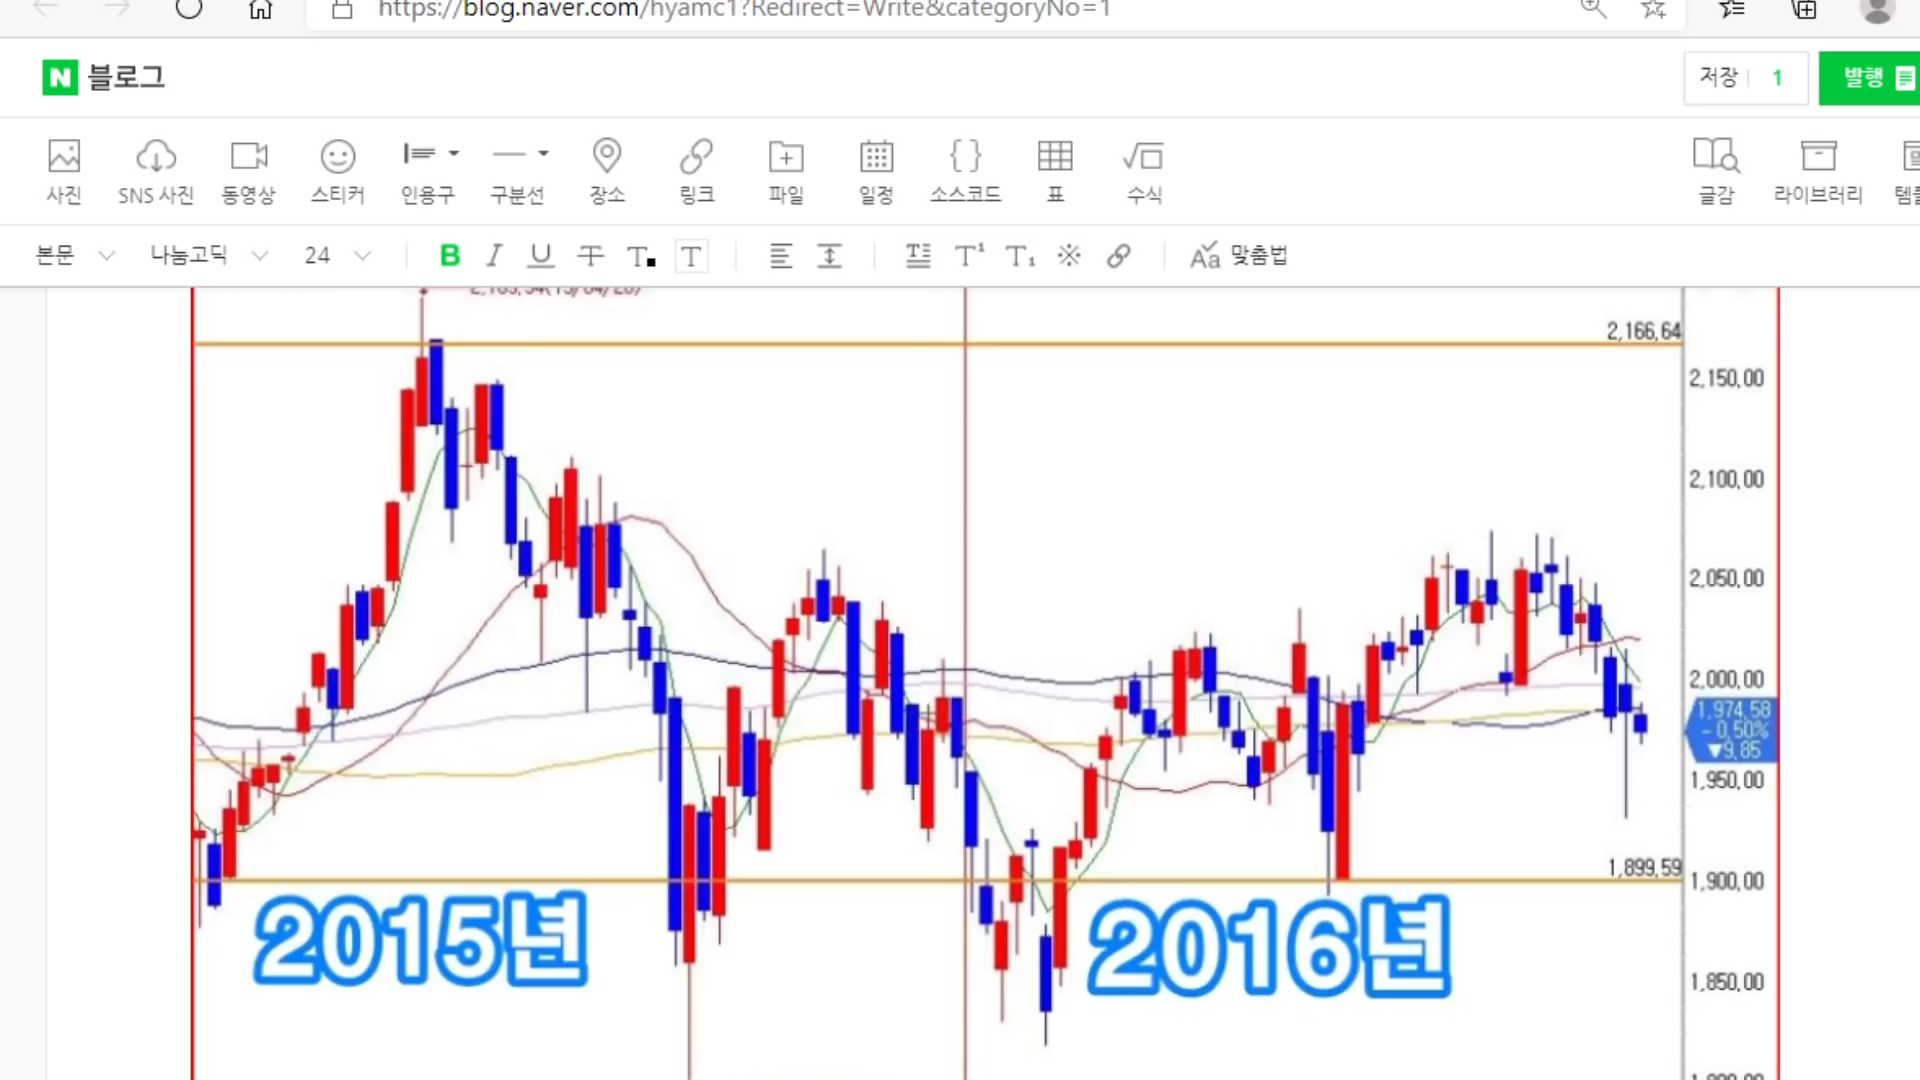 https://blog.naver.com/hyamc1?Redirect=Write&categoryNo=1
N 블로그
저장 1 발행
사진 SNS 사진 동영상 스티커 인용구 구분선 장소 링크 파일 일정 소스코드 표 수식 글감 라이브러리
본문 나눔고딕 24 B I U T T T T T¹ T₁ ※ Aa 맞춤법
2,166,64
2,150,00
2,100,00
2,050,00
2,000,00
1,974,58
-0,50%
▼9,85
1,950,00
1,899,59
1,900,00
2015년 2016년
1,850,00